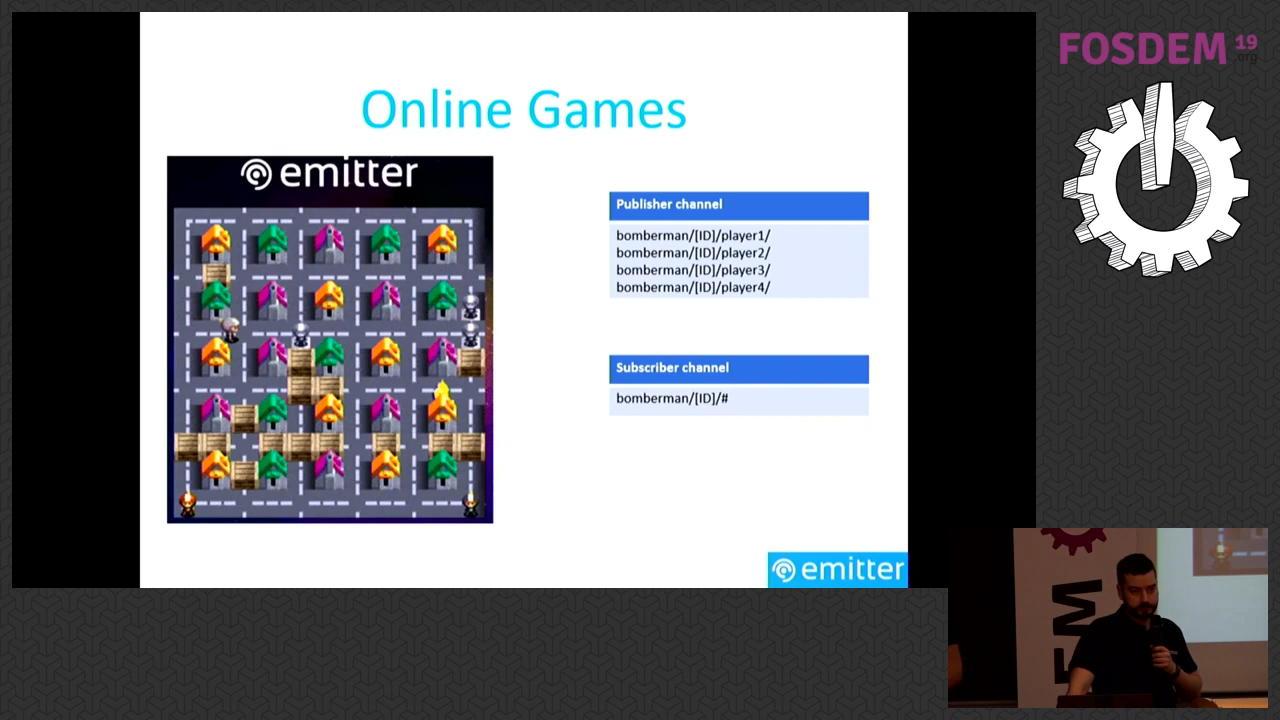 Online Games
emitter
Publisher channel
bomberman/[ID]/player1/
bomberman/[ID]/player2/
bomberman/[ID]/player3/
bomberman/[ID]/player4/
Subscriber channel
bomberman/[ID]/#
emitter
FOSDEM 19
.org
EM